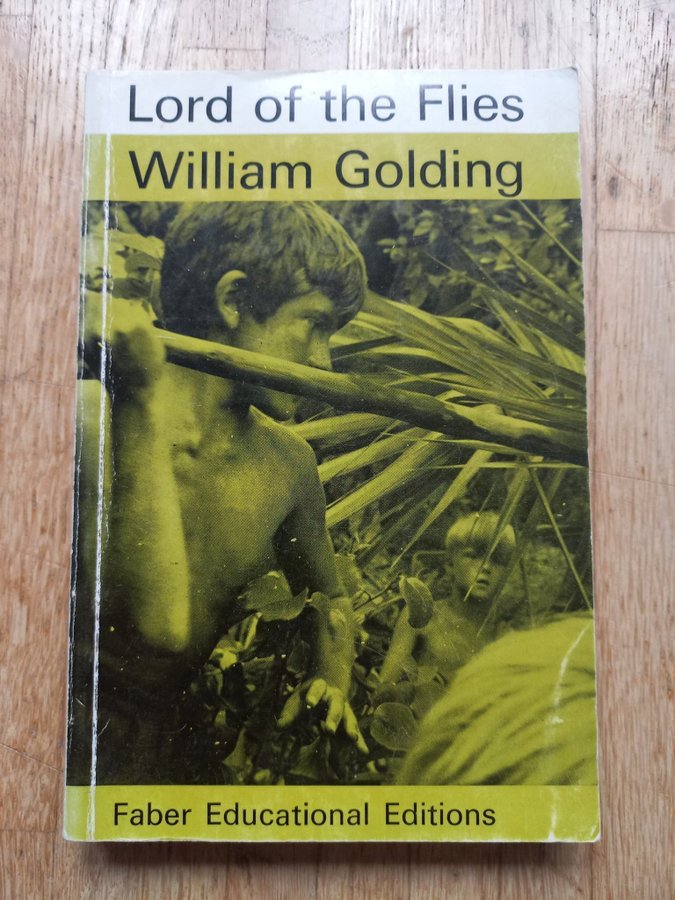 Lord of the Flies
William Golding
Faber Educational Editions